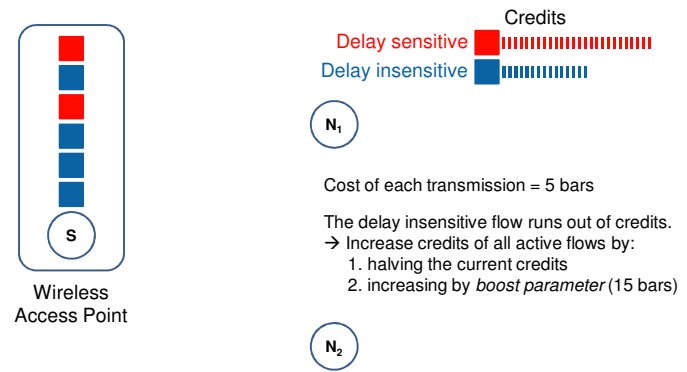 Credits
Delay sensitive
Delay insensitive
N₁
Cost of each transmission = 5 bars
The delay insensitive flow runs out of credits.
→ Increase credits of all active flows by:
1. halving the current credits
2. increasing by boost parameter (15 bars)
S
Wireless
Access Point
N₂